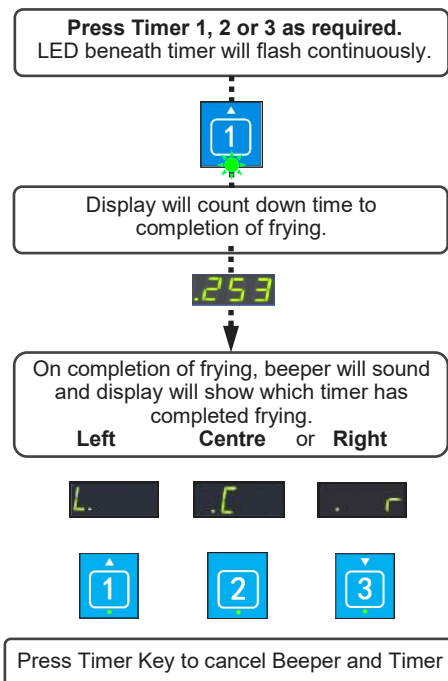 Press Timer 1, 2 or 3 as required.
LED beneath timer will flash continuously.
1
Display will count down time to
completion of frying.
.253
On completion of frying, beeper will sound
and display will show which timer has
completed frying.
Left Centre or Right
L. .C . r
1 2 3
Press Timer Key to cancel Beeper and Timer